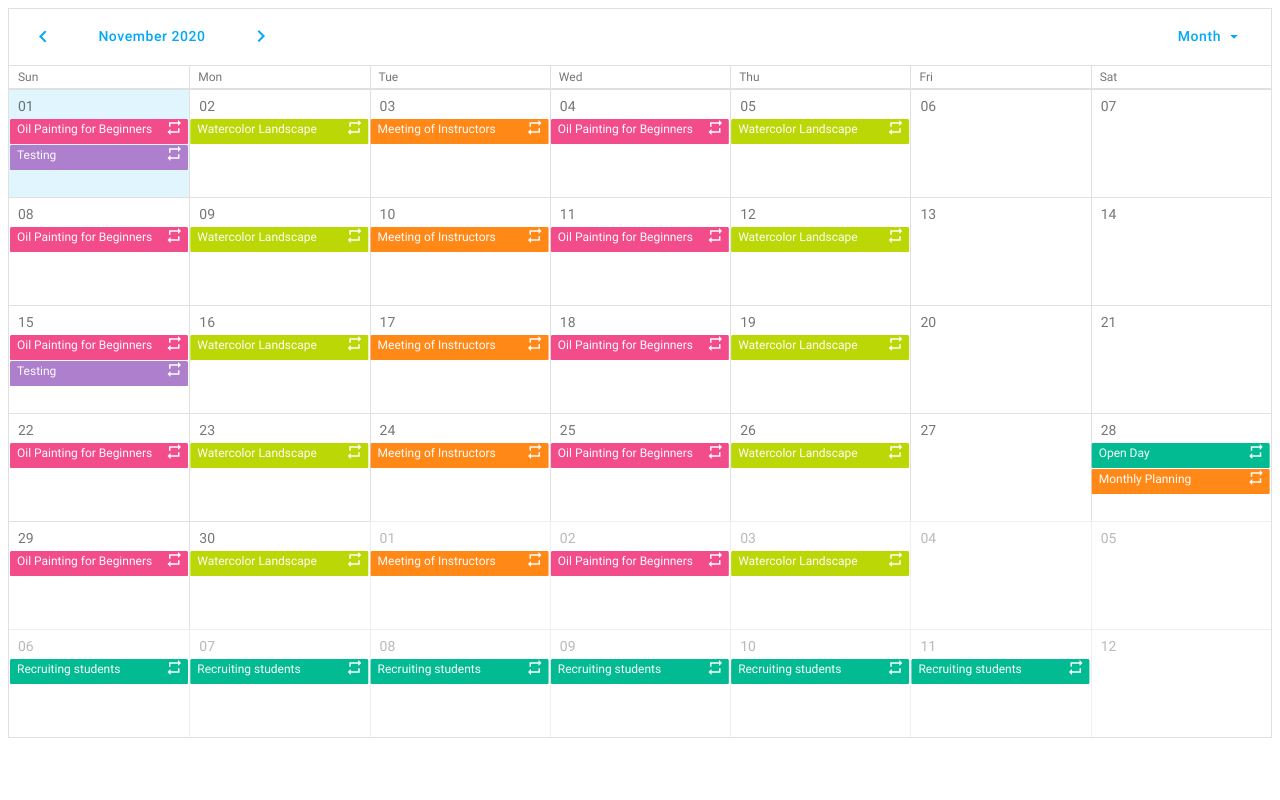 November 2020 Month
Sun Mon Tue Wed Thu Fri Sat
01 02 03 04 05 06 07
Oil Painting for Beginners Watercolor Landscape Meeting of Instructors Oil Painting for Beginners Watercolor Landscape
Testing
08 09 10 11 12 13 14
Oil Painting for Beginners Watercolor Landscape Meeting of Instructors Oil Painting for Beginners Watercolor Landscape
15 16 17 18 19 20 21
Oil Painting for Beginners Watercolor Landscape Meeting of Instructors Oil Painting for Beginners Watercolor Landscape
Testing
22 23 24 25 26 27 28
Oil Painting for Beginners Watercolor Landscape Meeting of Instructors Oil Painting for Beginners Watercolor Landscape Open Day
Monthly Planning
29 30 01 02 03 04 05
Oil Painting for Beginners Watercolor Landscape Meeting of Instructors Oil Painting for Beginners Watercolor Landscape
06 07 08 09 10 11 12
Recruiting students Recruiting students Recruiting students Recruiting students Recruiting students Recruiting students